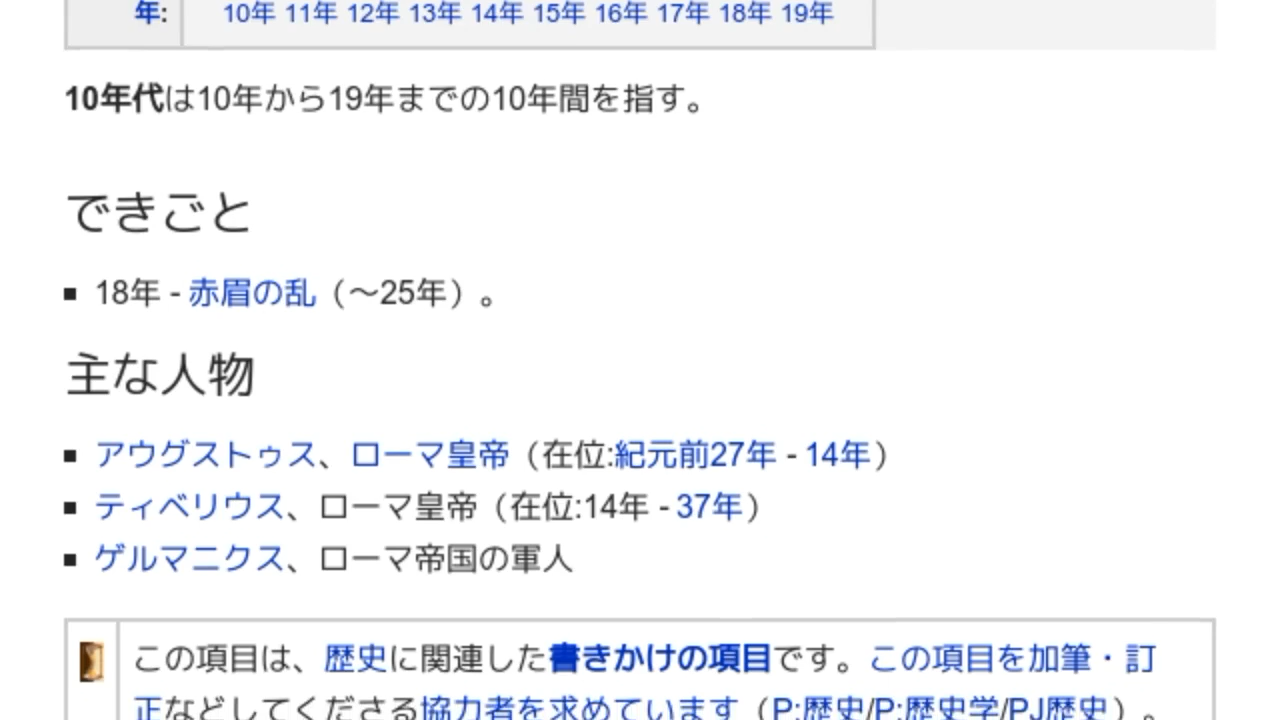 年: 10年 11年 12年 13年 14年 15年 16年 17年 18年 19年
10年代は10年から19年までの10年間を指す。
できごと
18年 - 赤眉の乱（～25年）。
主な人物
アウグストゥス、ローマ皇帝（在位:紀元前27年 - 14年）
ティベリウス、ローマ皇帝（在位:14年 - 37年）
ゲルマニクス、ローマ帝国の軍人
この項目は、歴史に関連した書きかけの項目です。この項目を加筆・訂
正などしてくださる協力者を求めています（P:歴史/P:歴史学/PJ歴史）。